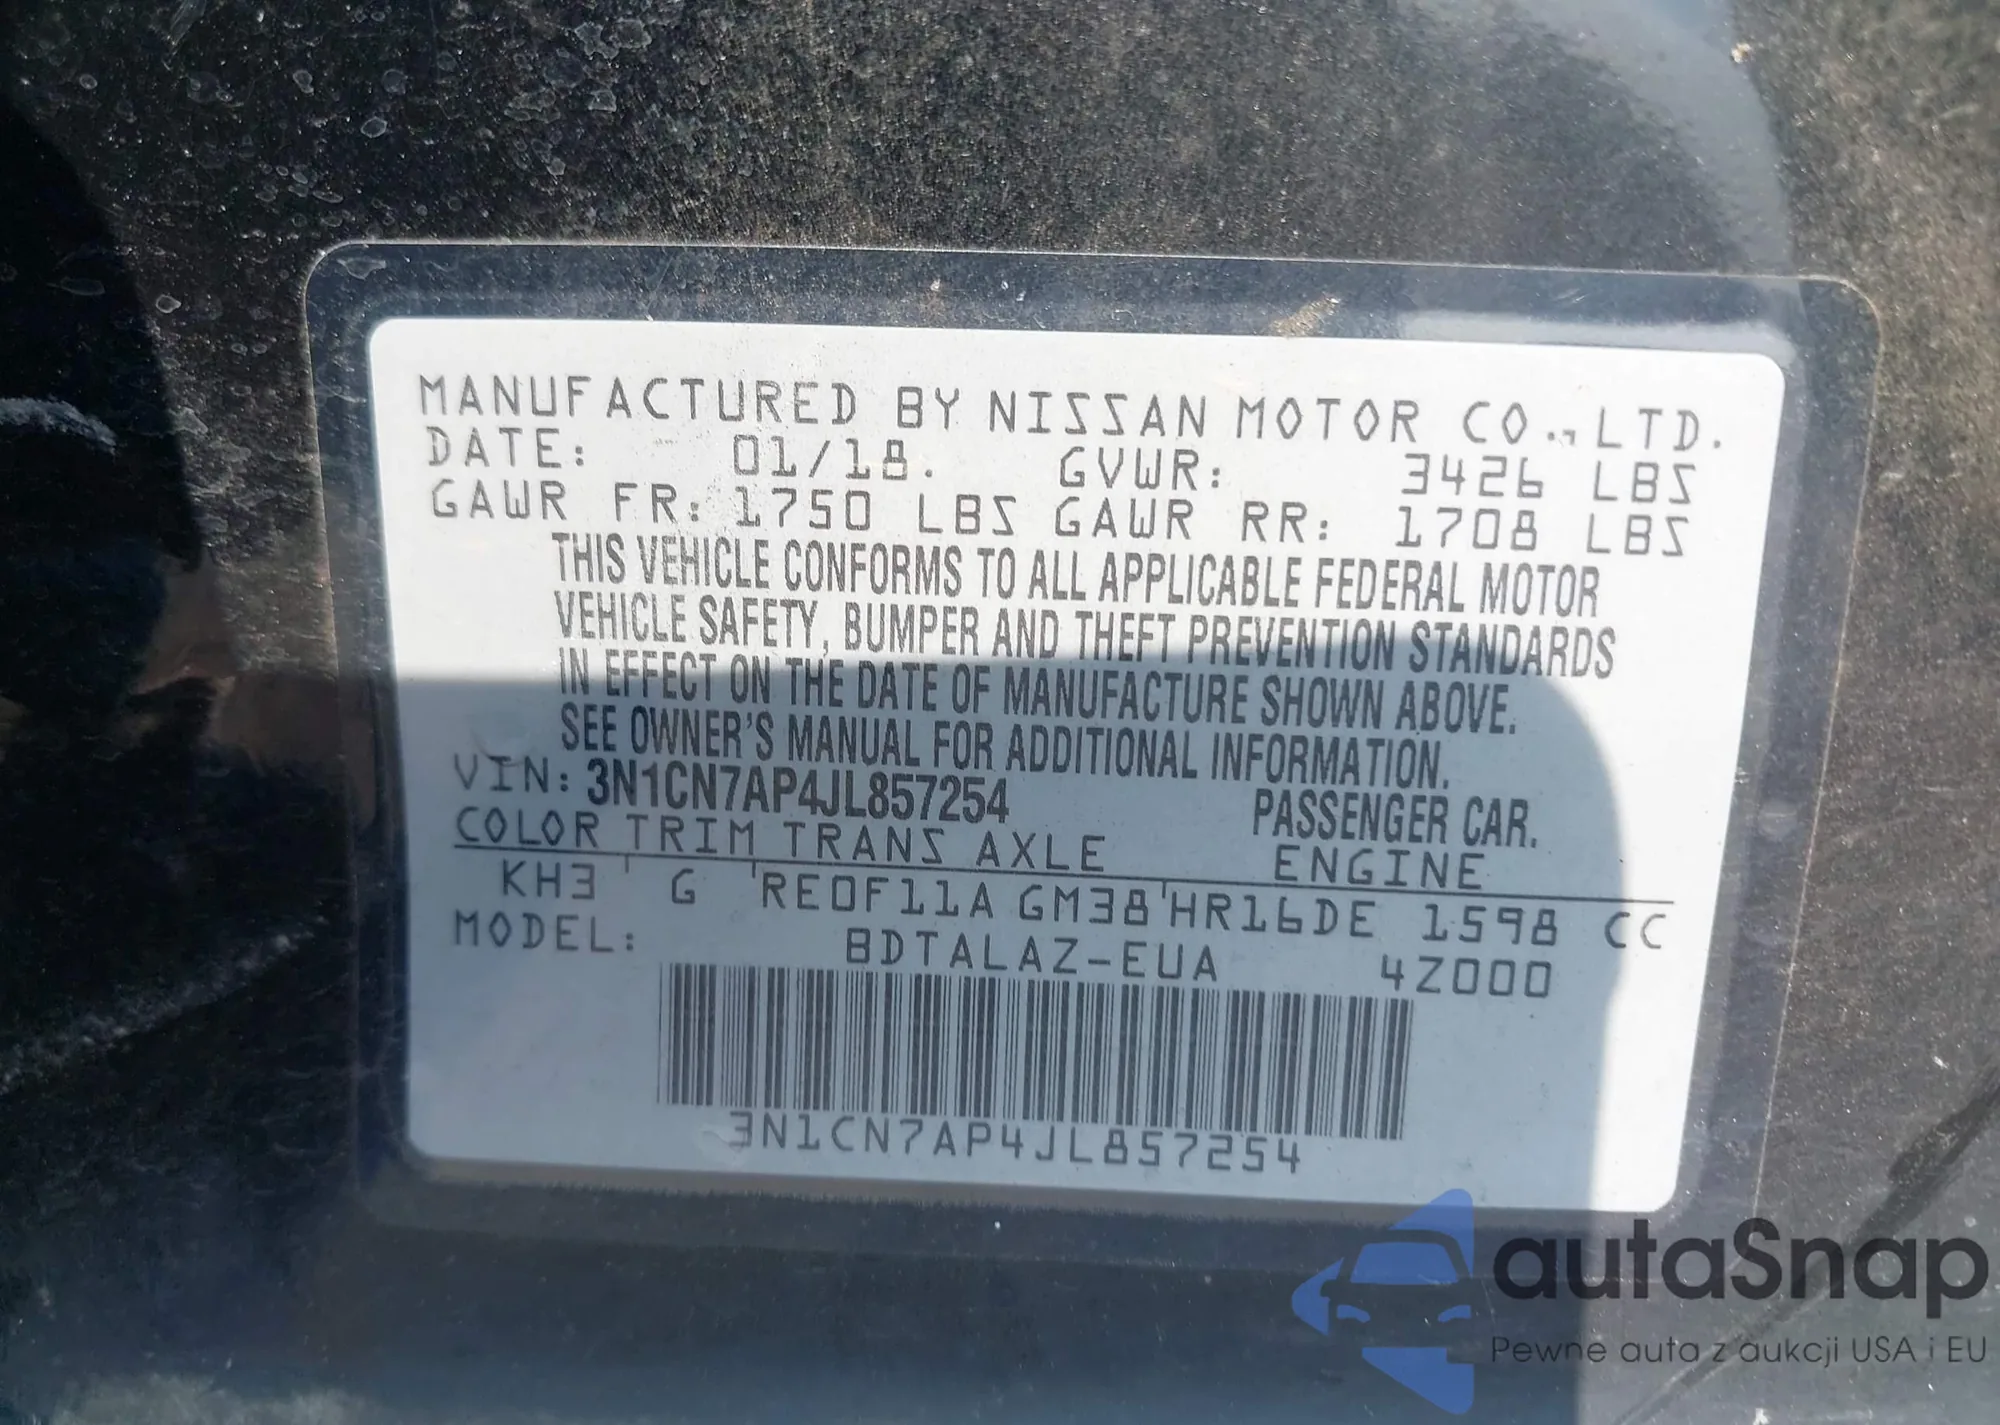 MANUFACTURED BY NISSAN MOTOR CO.,LTD.
DATE: 01/18. GVWR: 3426 LBS
GAWR FR: 1750 LBS GAWR RR: 1708 LBS
THIS VEHICLE CONFORMS TO ALL APPLICABLE FEDERAL MOTOR
VEHICLE SAFETY, BUMPER AND THEFT PREVENTION STANDARDS
IN EFFECT ON THE DATE OF MANUFACTURE SHOWN ABOVE.
SEE OWNER'S MANUAL FOR ADDITIONAL INFORMATION.
VIN: 3N1CN7AP4JL857254 PASSENGER CAR.
COLOR TRIM TRANS AXLE ENGINE
KH3 G RE0F11A GM38 HR16DE 1598 CC
MODEL: BDTALAZ-EUA 4Z000
3N1CN7AP4JL857254
autaSnap
Pewne auta z aukcji USA i EU